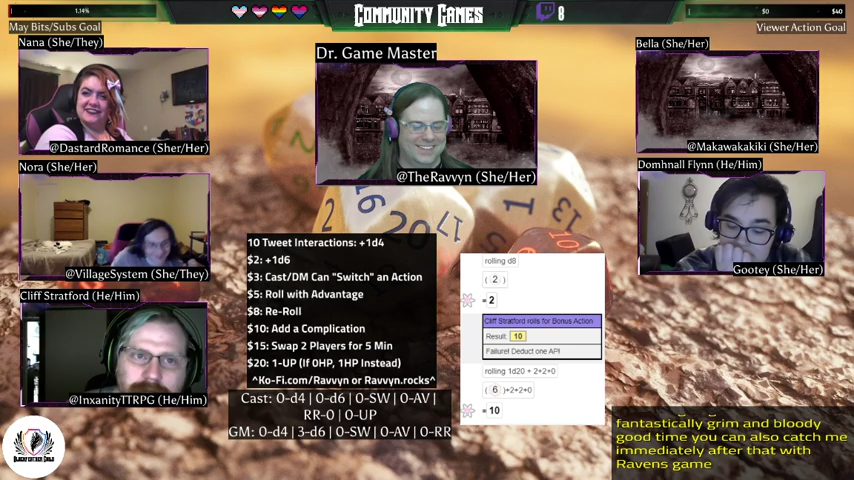 1.14%
COMMUNITY GAMES
8
$0
$40
May Bits/Subs Goal
Viewer Action Goal
Nana (She/They)
@DastardRomance (Sher/Her)
Dr. Game Master
@TheRavvyn (She/Her)
Bella (She/Her)
@Makawakakiki (She/Her)
Nora (She/Her)
@VillageSystem (She/They)
Domhnall Flynn (He/Him)
Gootey (She/Her)
Cliff Stratford (He/Him)
@InxanityTTRPG (He/Him)
10 Tweet Interactions: +1d4
$2: +1d6
$3: Cast/DM Can "Switch" an Action
$5: Roll with Advantage
$8: Re-Roll
$10: Add a Complication
$15: Swap 2 Players for 5 Min
$20: 1-UP (If 0HP, 1HP Instead)
^Ko-Fi.com/Ravvyn or Ravvyn.rocks^
Cast: 0-d4 | 0-d6 | 0-SW | 0-AV |
RR-0 | 0-UP
GM: 0-d4 | 3-d6 | 0-SW | 0-AV | 0-RR
rolling d8
( 2 )
= 2
Cliff Stratford rolls for Bonus Action
Result: 10
Failure! Deduct one AP!
rolling 1d20 + 2+2+0
( 6 )+2+2+0
= 10
fantastically grim and bloody
good time you can also catch me
immediately after that with
Ravens game
20
16
17
2
1
13
10